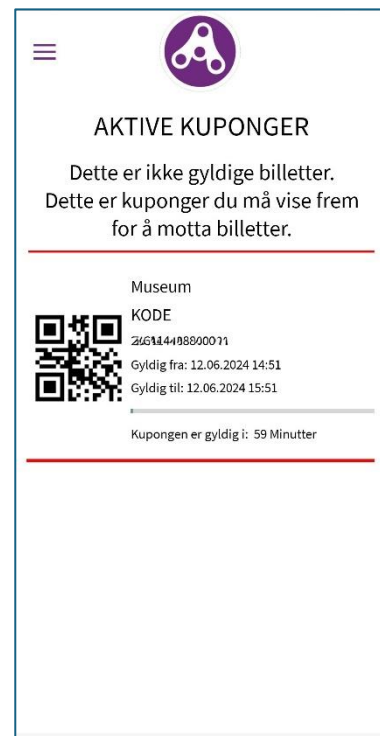 AKTIVE KUPONGER
Dette er ikke gyldige billetter.
Dette er kuponger du må vise frem
for å motta billetter.
Museum
KODE
Gyldig fra: 12.06.2024 14:51
Gyldig til: 12.06.2024 15:51
Kupongen er gyldig i: 59 Minutter